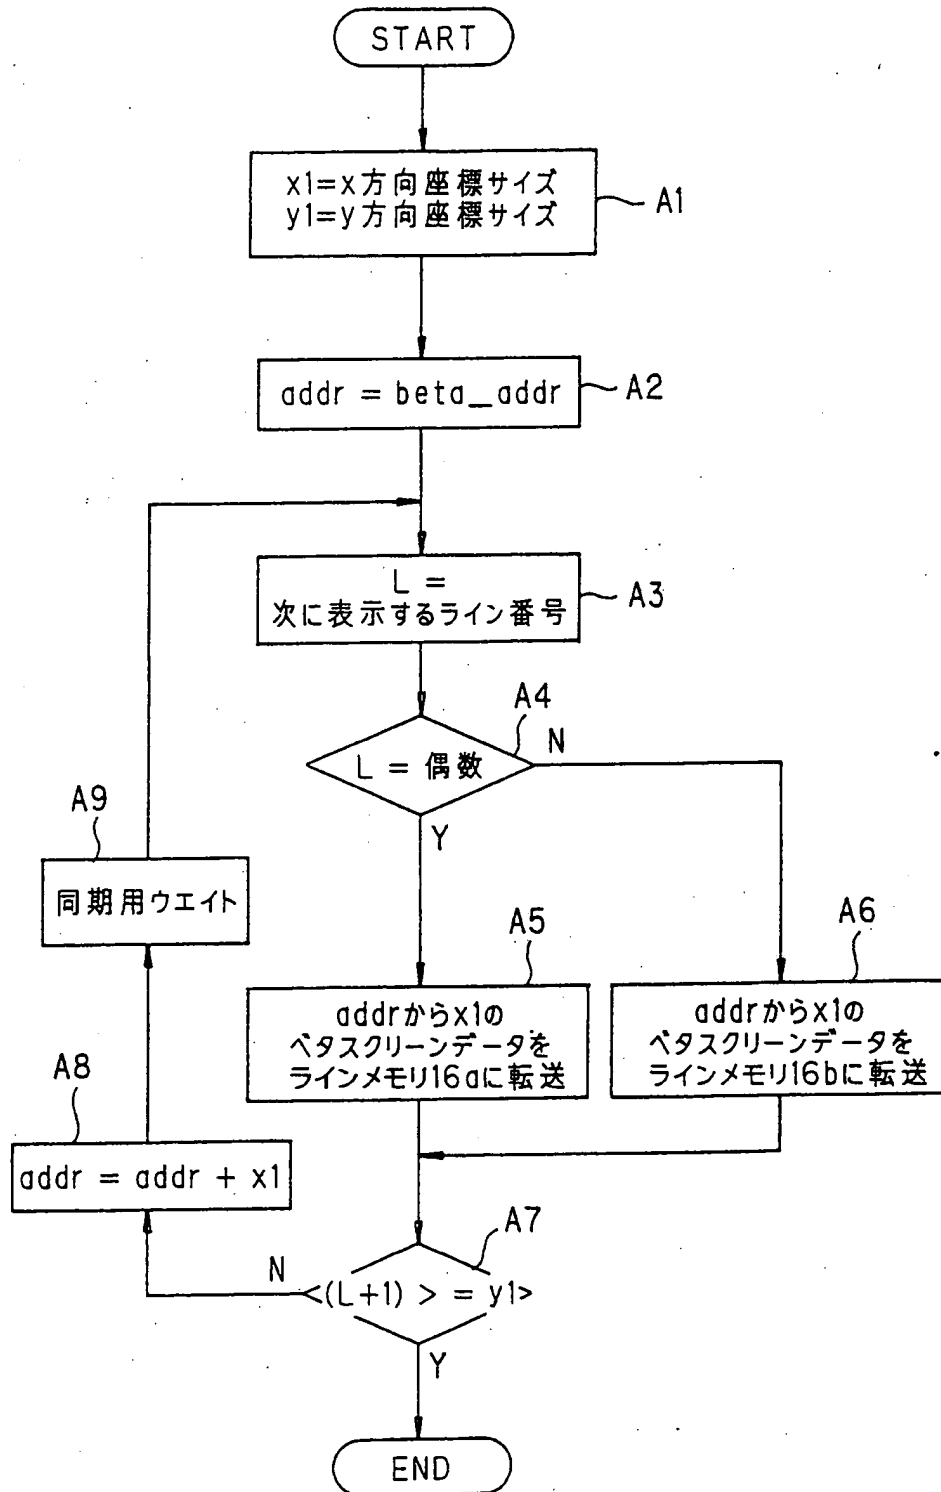 START
x1=x方向座標サイズ
y1=y方向座標サイズ
A1
addr = beta_addr
A2
L =
次に表示するライン番号
A3
A4
L = 偶数
N
Y
A9
同期用ウエイト
A5
addrからx1の
ベタスクリーンデータを
ラインメモリ16aに転送
A6
addrからx1の
ベタスクリーンデータを
ラインメモリ16bに転送
A8
addr = addr + x1
A7
N
(L+1) > = y1
Y
END